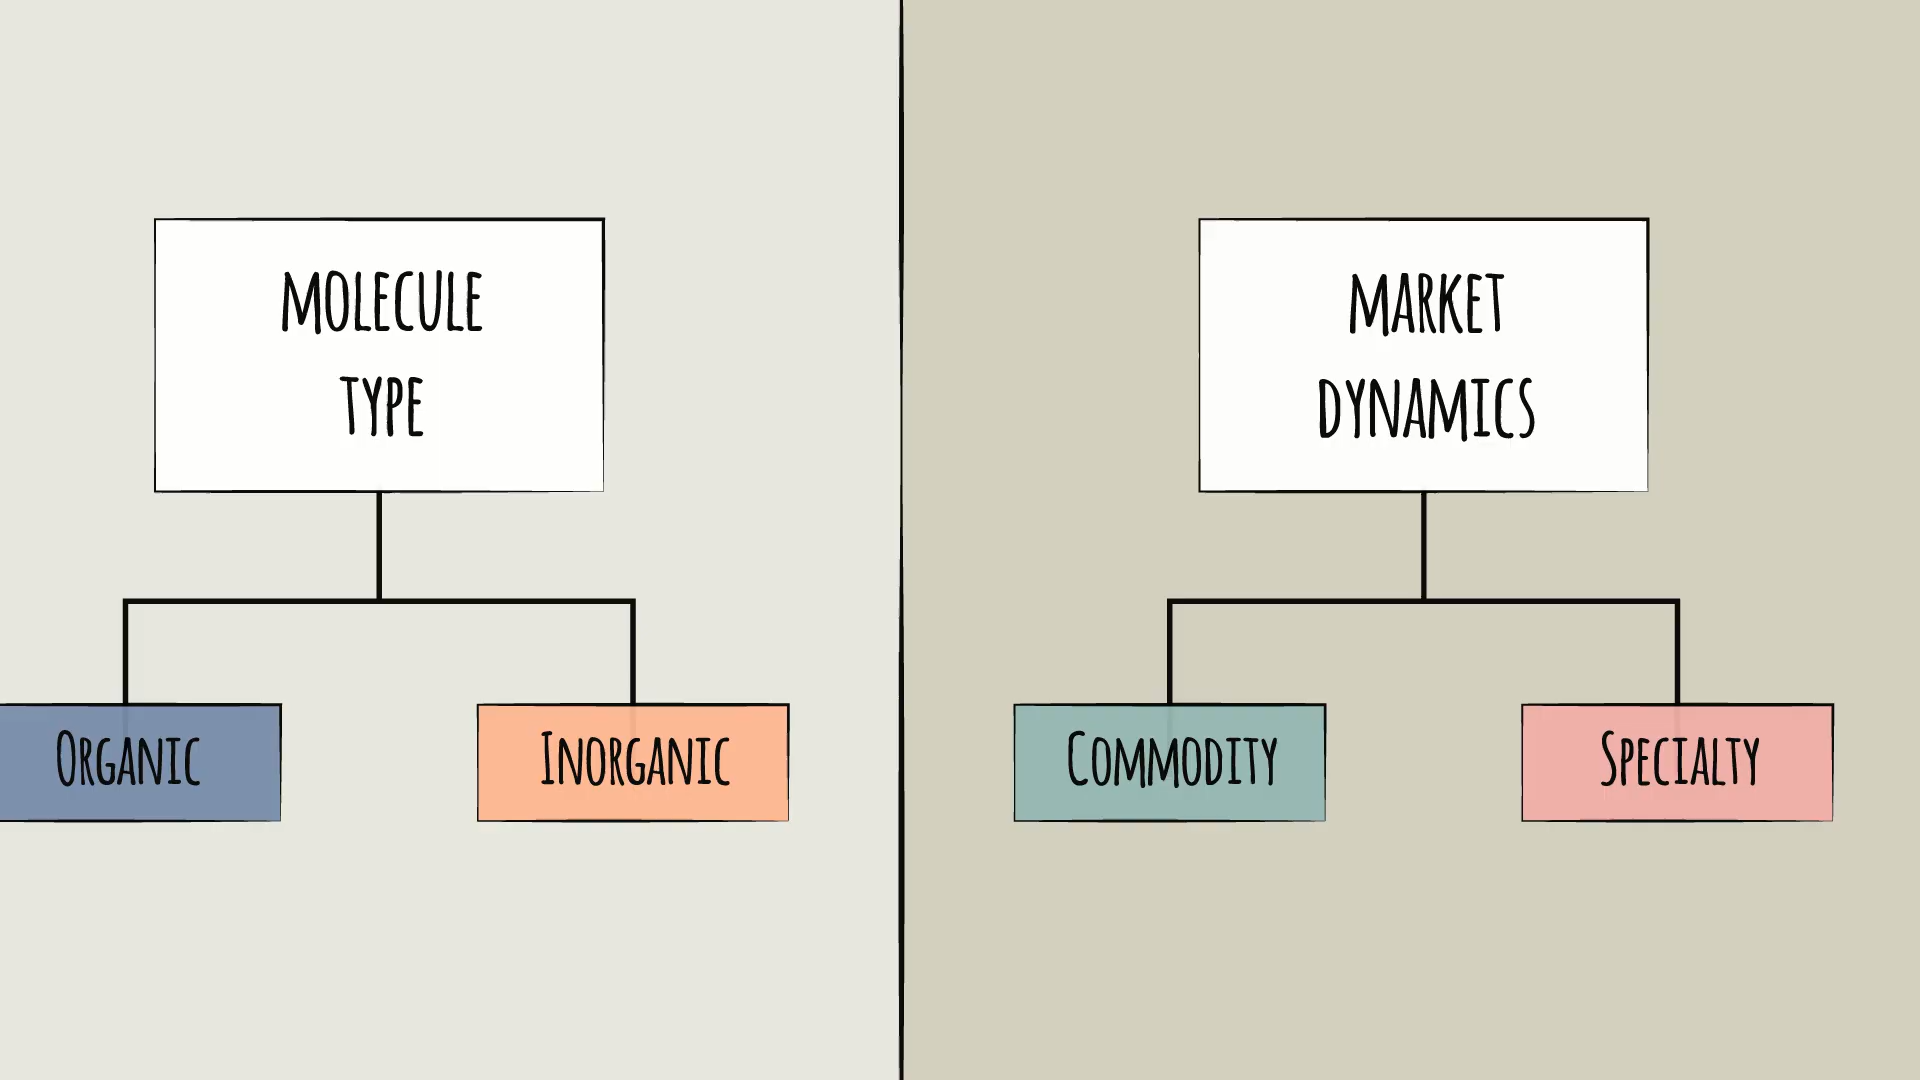 MOLECULE
TYPE
ORGANIC
INORGANIC
MARKET
DYNAMICS
COMMODITY
SPECIALTY